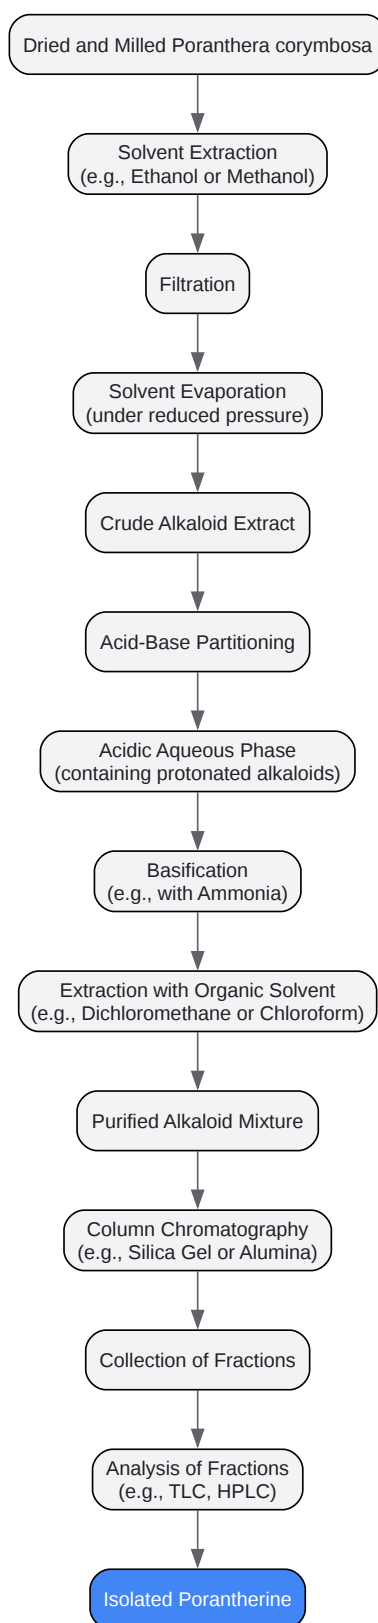 Dried and Milled Poranthera corymbosa
Solvent Extraction
(e.g., Ethanol or Methanol)
Filtration
Solvent Evaporation
(under reduced pressure)
Crude Alkaloid Extract
Acid-Base Partitioning
Acidic Aqueous Phase
(containing protonated alkaloids)
Basification
(e.g., with Ammonia)
Extraction with Organic Solvent
(e.g., Dichloromethane or Chloroform)
Purified Alkaloid Mixture
Column Chromatography
(e.g., Silica Gel or Alumina)
Collection of Fractions
Analysis of Fractions
(e.g., TLC, HPLC)
Isolated Porantherine